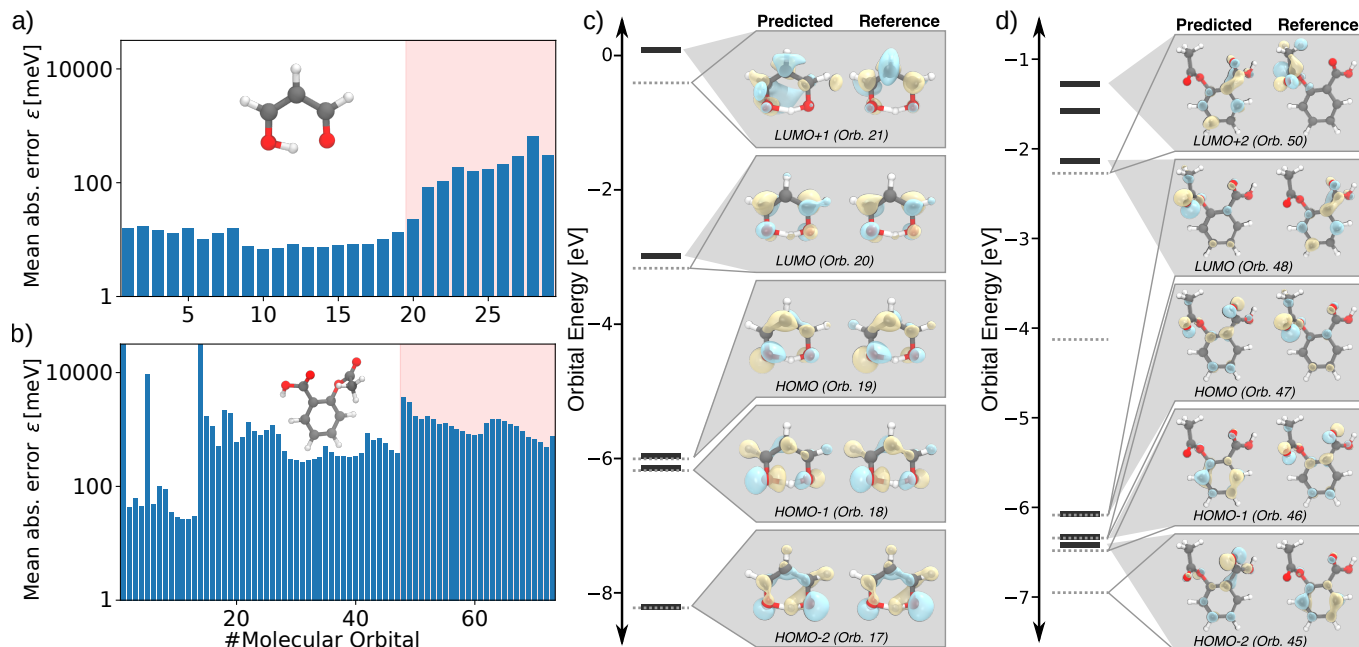 a)
Mean abs. error ε [meV]
10000
100
1
5
10
15
20
25
b)
Mean abs. error ε [meV]
10000
100
1
20
40
60
#Molecular Orbital
c)
Predicted
Reference
Orbital Energy [eV]
0
−2
−4
−6
−8
LUMO+1 (Orb. 21)
LUMO (Orb. 20)
HOMO (Orb. 19)
HOMO-1 (Orb. 18)
HOMO-2 (Orb. 17)
d)
Predicted
Reference
Orbital Energy [eV]
−1
−2
−3
−4
−5
−6
−7
LUMO+2 (Orb. 50)
LUMO (Orb. 48)
HOMO (Orb. 47)
HOMO-1 (Orb. 46)
HOMO-2 (Orb. 45)